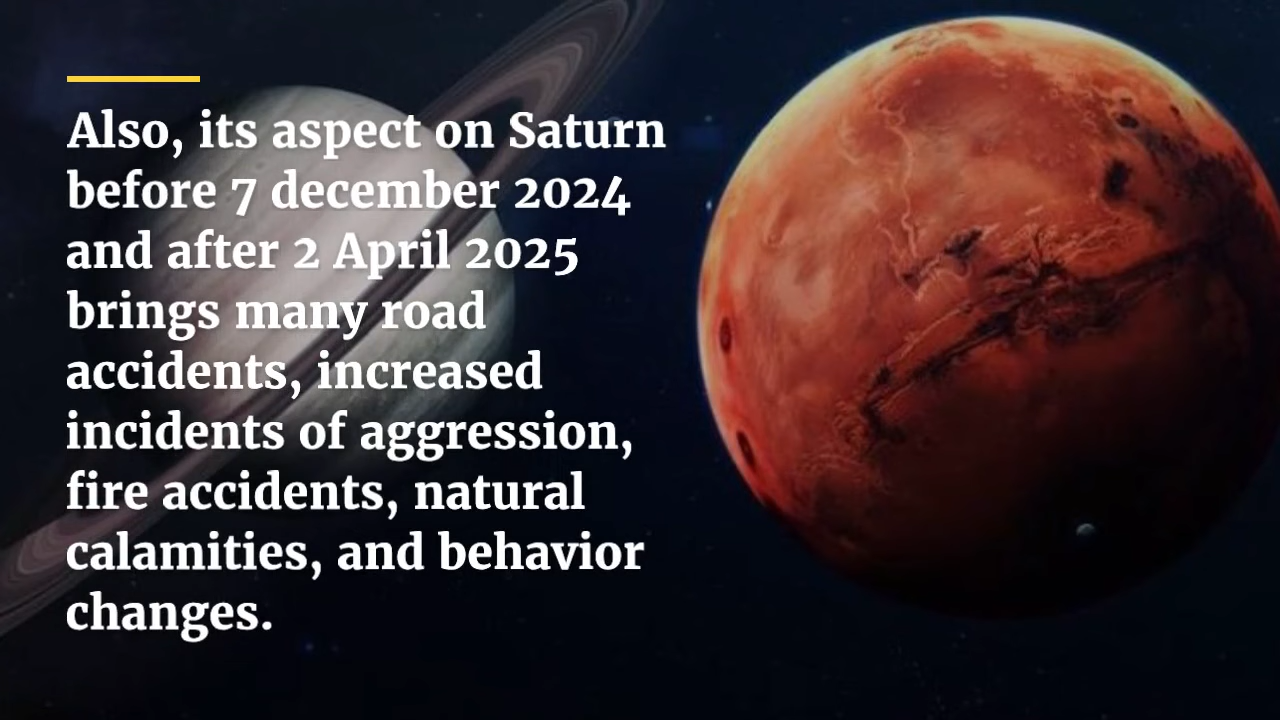 Also, its aspect on Saturn
before 7 december 2024
and after 2 April 2025
brings many road
accidents, increased
incidents of aggression,
fire accidents, natural
calamities, and behavior
changes.